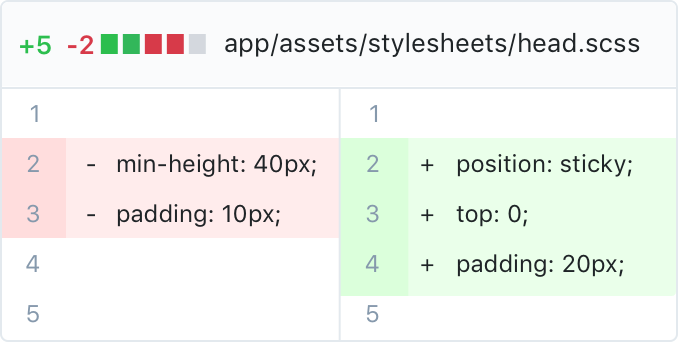 +5 -2 app/assets/stylesheets/head.scss
1 1
2 - min-height: 40px; 2 + position: sticky;
3 - padding: 10px; 3 + top: 0;
4 4 + padding: 20px;
5 5